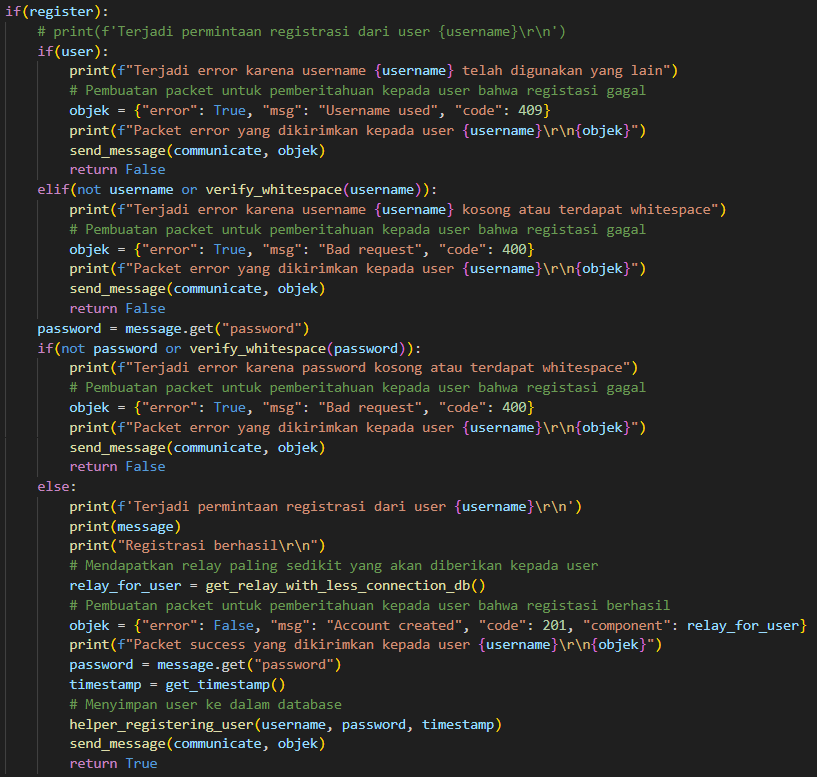 if(register):
    # print(f'Terjadi permintaan registrasi dari user {username}\r\n')
    if(user):
        print(f"Terjadi error karena username {username} telah digunakan yang lain")
        # Pembuatan packet untuk pemberitahuan kepada user bahwa registasi gagal
        objek = {"error": True, "msg": "Username used", "code": 409}
        print(f"Packet error yang dikirimkan kepada user {username}\r\n{objek}")
        send_message(communicate, objek)
        return False
    elif(not username or verify_whitespace(username)):
        print(f"Terjadi error karena username {username} kosong atau terdapat whitespace")
        # Pembuatan packet untuk pemberitahuan kepada user bahwa registasi gagal
        objek = {"error": True, "msg": "Bad request", "code": 400}
        print(f"Packet error yang dikirimkan kepada user {username}\r\n{objek}")
        send_message(communicate, objek)
        return False
    password = message.get("password")
    if(not password or verify_whitespace(password)):
        print(f"Terjadi error karena password kosong atau terdapat whitespace")
        # Pembuatan packet untuk pemberitahuan kepada user bahwa registasi gagal
        objek = {"error": True, "msg": "Bad request", "code": 400}
        print(f"Packet error yang dikirimkan kepada user {username}\r\n{objek}")
        send_message(communicate, objek)
        return False
    else:
        print(f'Terjadi permintaan registrasi dari user {username}\r\n')
        print(message)
        print("Registrasi berhasil\r\n")
        # Mendapatkan relay paling sedikit yang akan diberikan kepada user
        relay_for_user = get_relay_with_less_connection_db()
        # Pembuatan packet untuk pemberitahuan kepada user bahwa registasi berhasil
        objek = {"error": False, "msg": "Account created", "code": 201, "component": relay_for_user}
        print(f"Packet success yang dikirimkan kepada user {username}\r\n{objek}")
        password = message.get("password")
        timestamp = get_timestamp()
        # Menyimpan user ke dalam database
        helper_registering_user(username, password, timestamp)
        send_message(communicate, objek)
        return True